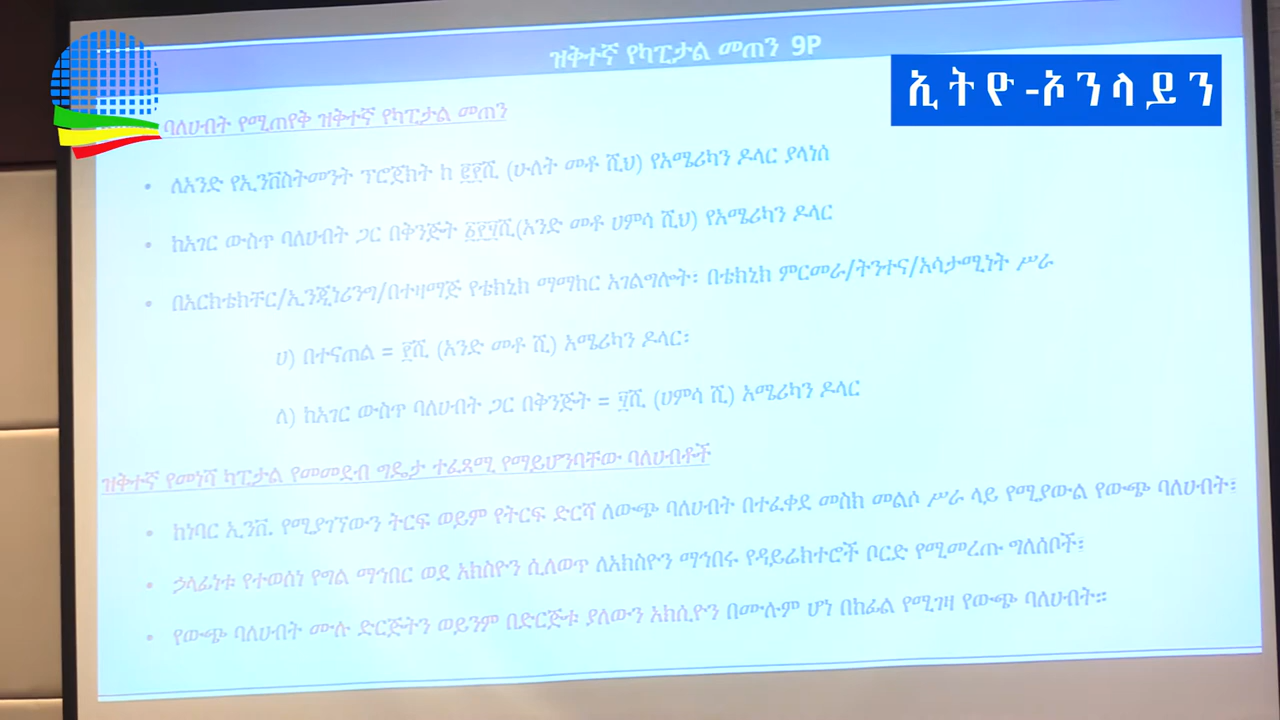 ዝቅተኛ የካፒታል መጠን 9P
ኢትዮ-ኦንላይን
ባለሀብት የሚጠየቅ ዝቅተኛ የካፒታል መጠን
• ለአንድ የኢንቨስትመንት ፕሮጀክት ከ ፪፻ሺ (ሁለት መቶ ሺህ) የአሜሪካን ዶላር ያላነሰ
• ከአገር ውስጥ ባለሀብት ጋር በቅንጅት ፩፻፶ሺ(አንድ መቶ ሀምሳ ሺህ) የአሜሪካን ዶላር
• በአርክቴክቸር/ኢንጂነሪንግ/በተዛማጅ የቴክኒክ ማማከር አገልግሎት፡ በቴክኒክ ምርመራ/ትንተና/አሳታሚነት ሥራ
ሀ) በተናጠል = ፻ሺ (አንድ መቶ ሺ) አሜሪካን ዶላር፡
ለ) ከአገር ውስጥ ባለሀብት ጋር በቅንጅት = ፶ሺ (ሀምሳ ሺ) አሜሪካን ዶላር
ዝቅተኛ የመነሻ ካፒታል የመመደብ ግዴታ ተፈጻሚ የማይሆንባቸው ባለሀብቶች
• ከነባር ኢንቨ. የሚያገኘውን ትርፍ ወይም የትርፍ ድርሻ ለውጭ ባለሀብት በተፈቀደ መስክ መልሶ ሥራ ላይ የሚያውል የውጭ ባለሀብት፤
• ኃላፊነቱ የተወሰነ የግል ማኅበር ወደ አክስዮን ሲለወጥ ለአክስዮን ማኅበሩ የዳይሬክተሮች ቦርድ የሚመረጡ ግለሰቦች፤
• የውጭ ባለሀብት ሙሉ ድርጅትን ወይንም በድርጅቱ ያለውን አክሲዮን በሙሉም ሆነ በከፊል የሚገዛ የውጭ ባለሀብት።